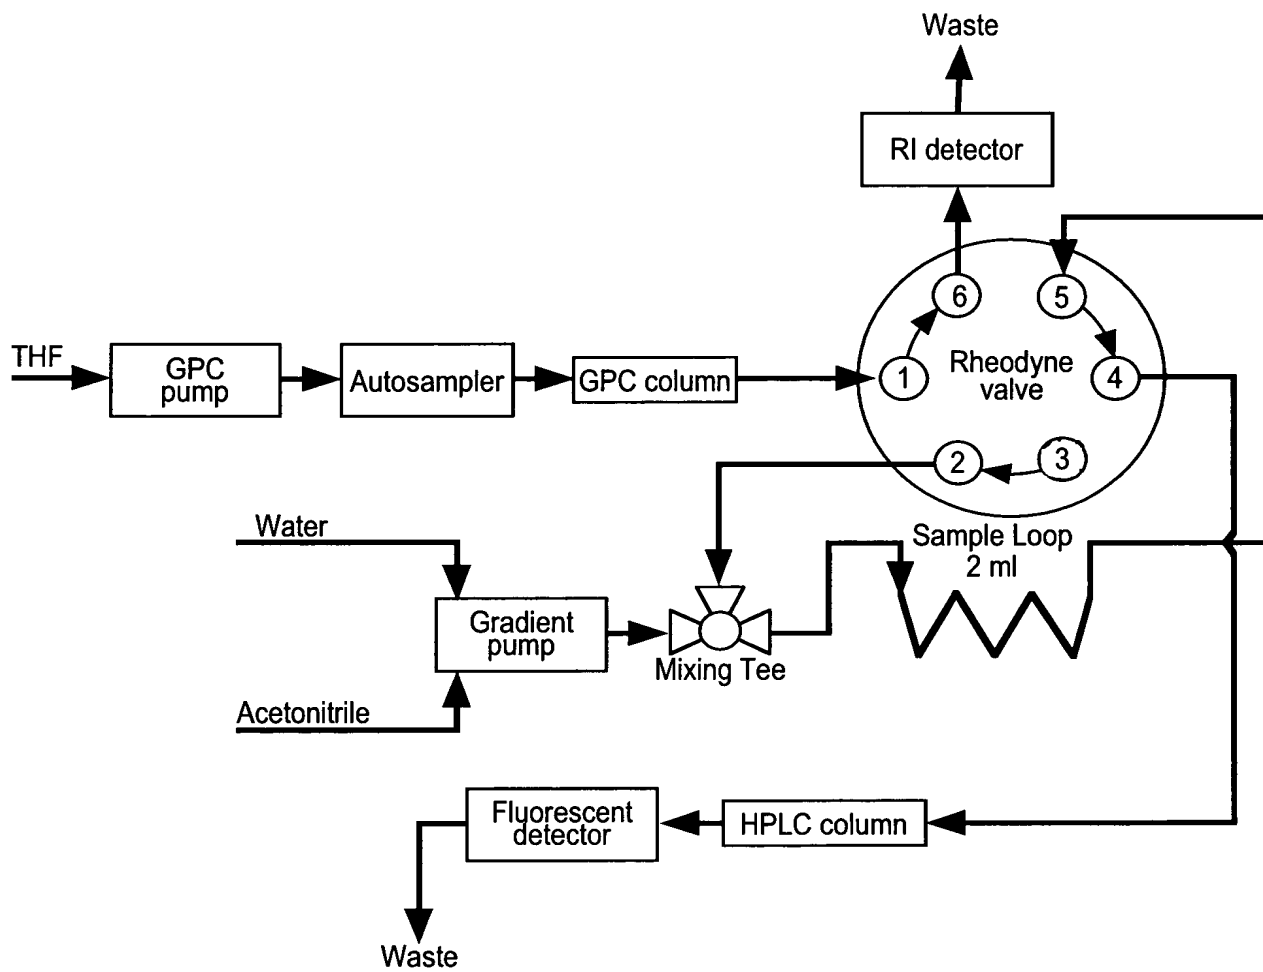 Waste
RI detector
6
5
THF
GPC
pump
Autosampler
GPC column
1
Rheodyne
valve
4
2
3
Water
Sample Loop
2 ml
Gradient
pump
Mixing Tee
Acetonitrile
Fluorescent
detector
HPLC column
Waste